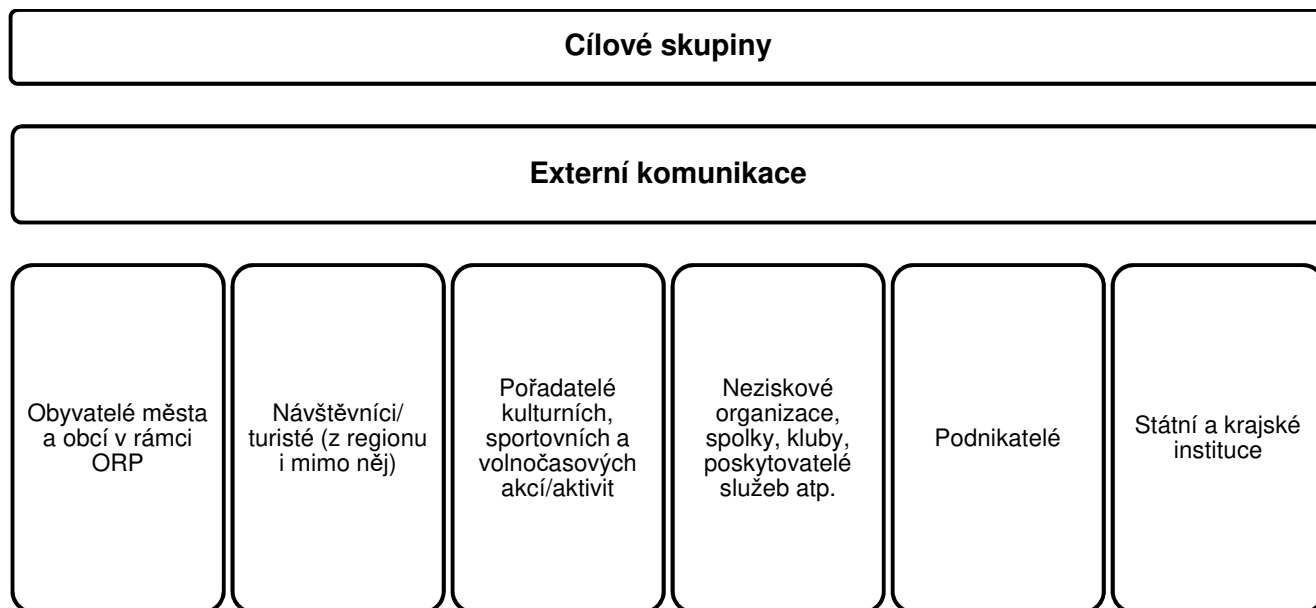 Cílové skupiny
Externí komunikace
Obyvatelé města
a obcí v rámci
ORP
Návštěvníci/
turisté (z regionu
i mimo něj)
Pořadatelé
kulturních,
sportovních a
volnočasových
akcí/aktivit
Neziskové
organizace,
spolky, kluby,
poskytovatelé
služeb atp.
Podnikatelé
Státní a krajské
instituce